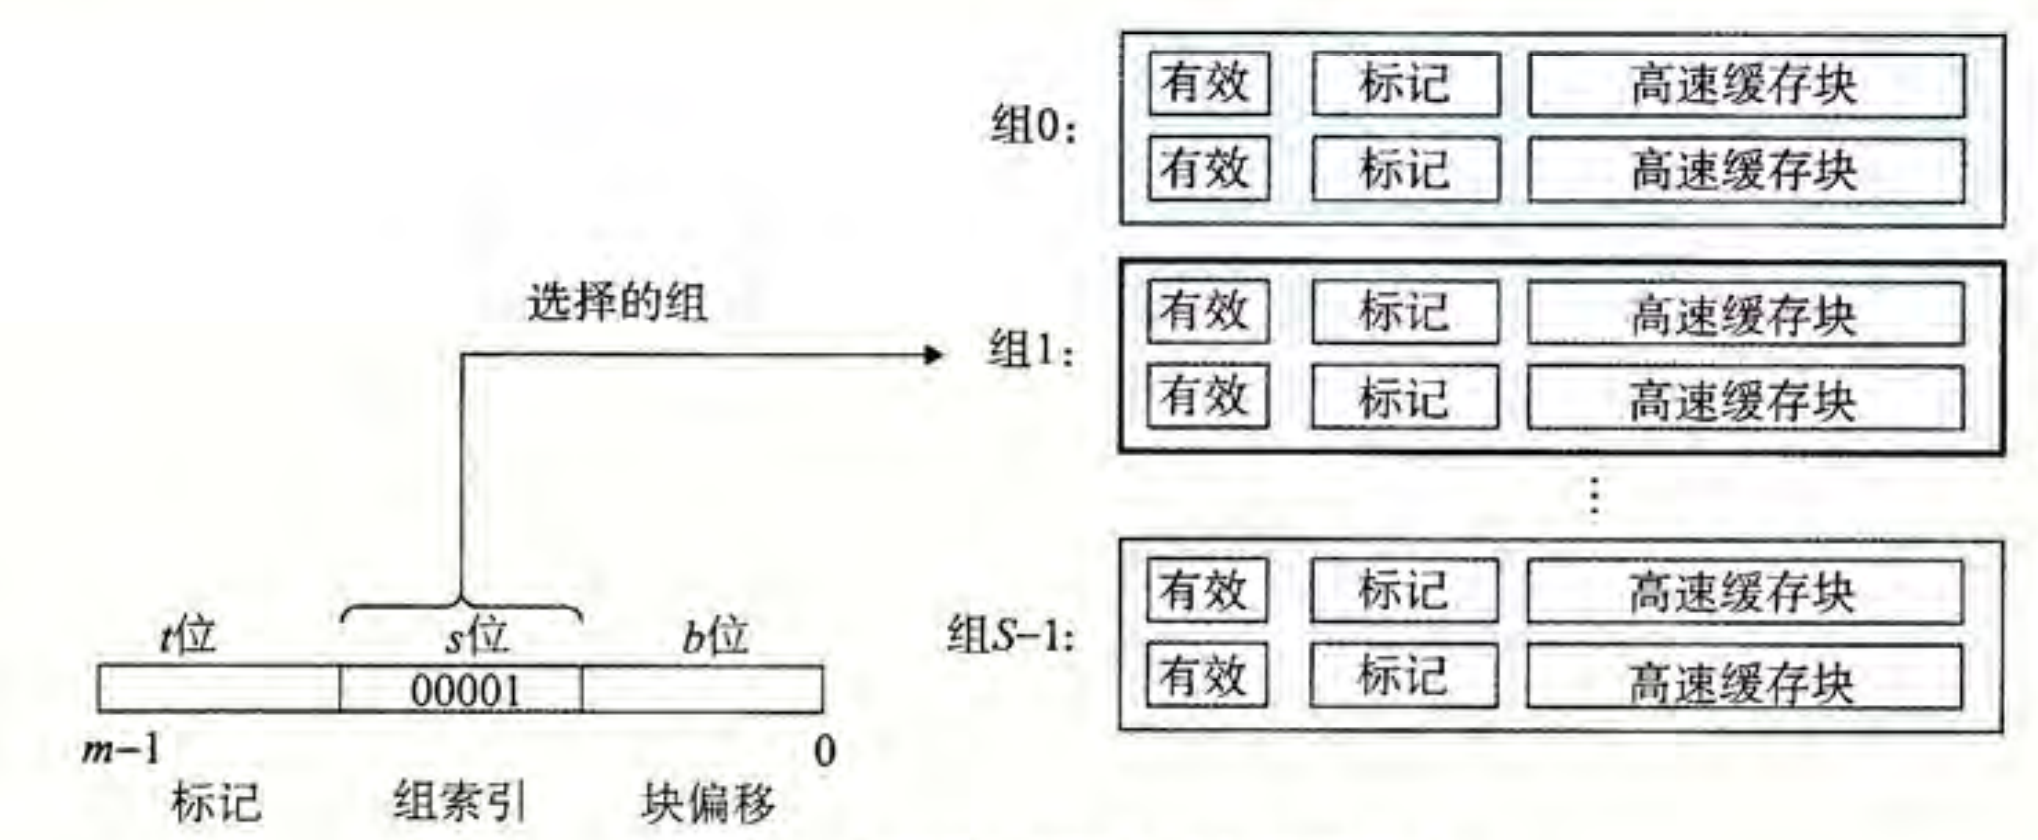 组0:
有效 标记 高速缓存块
有效 标记 高速缓存块
选择的组
组1:
有效 标记 高速缓存块
有效 标记 高速缓存块
⋮
组S-1:
有效 标记 高速缓存块
有效 标记 高速缓存块
t位 s位 b位
00001
m-1 0
标记 组索引 块偏移